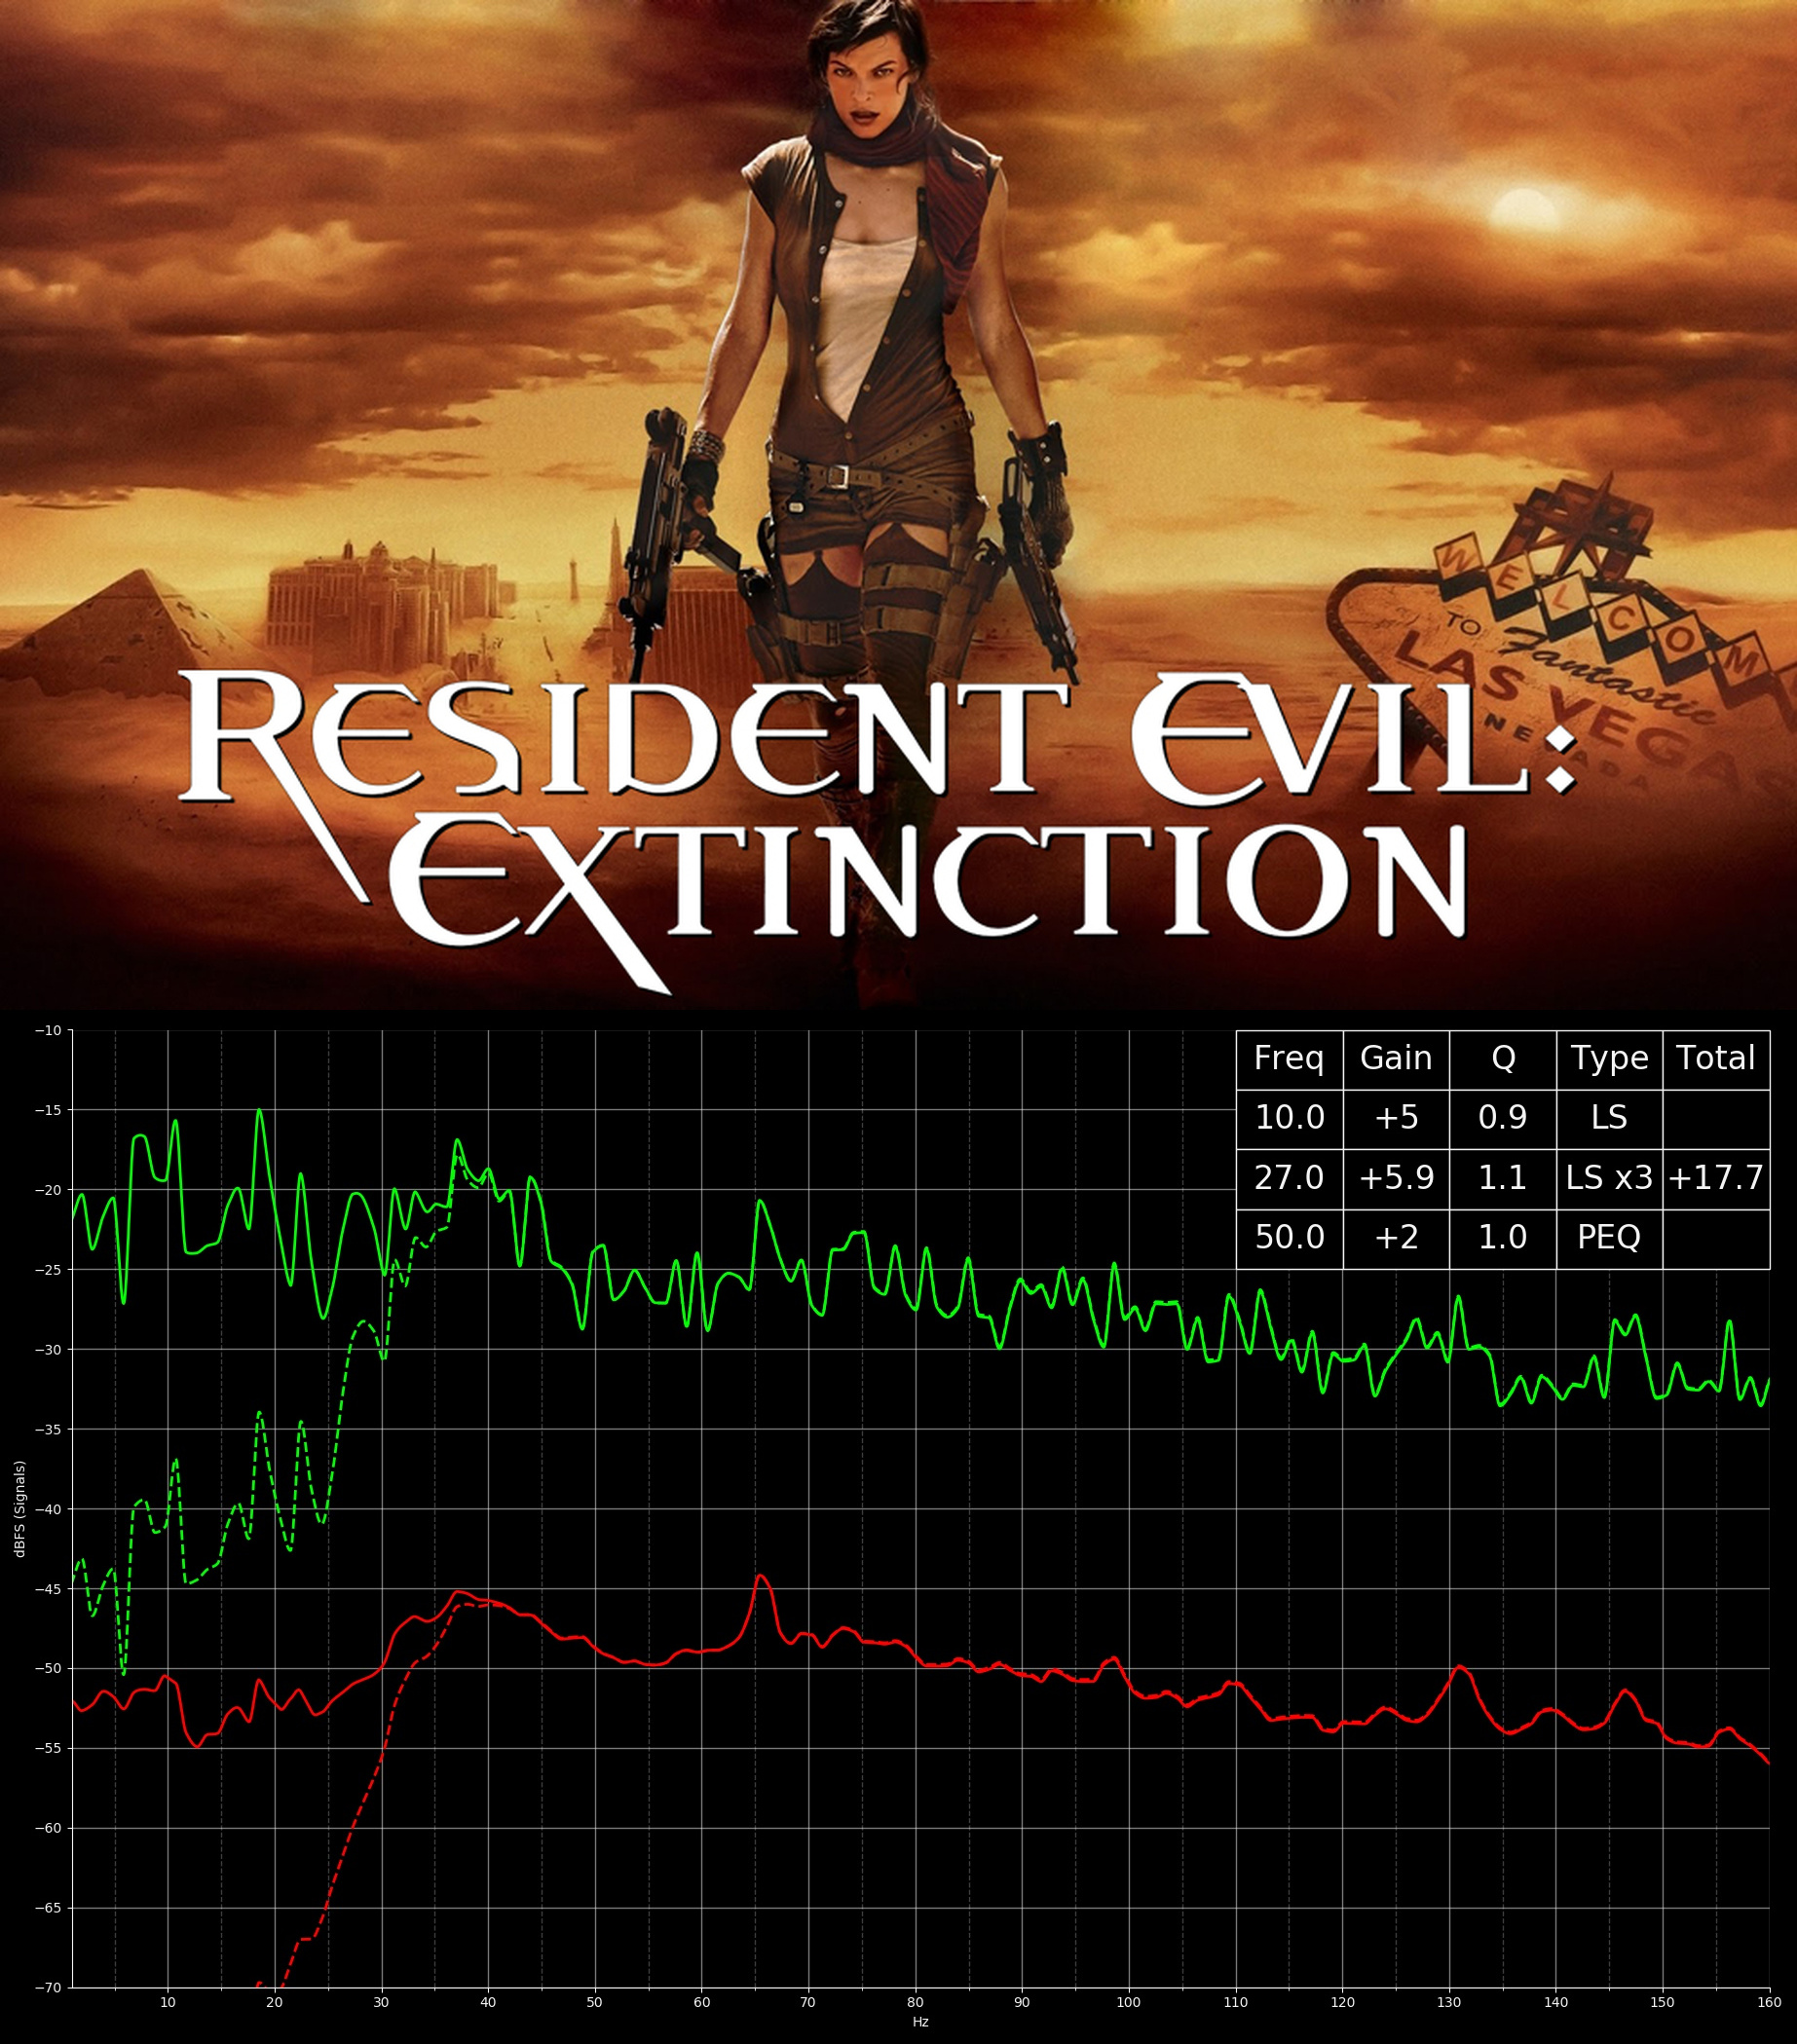 WELCOM
TO Fantastic
LAS VEGAS
NEVADA
RESIDENT EVIL:
EXTINCTION
Freq Gain Q Type Total
10.0 +5 0.9 LS
27.0 +5.9 1.1 LS x3 +17.7
50.0 +2 1.0 PEQ
−10
−15
−20
−25
−30
−35
−40
−45
−50
−55
−60
−65
−70
dBFS (Signals)
10 20 30 40 50 60 70 80 90 100 110 120 130 140 150 160
Hz